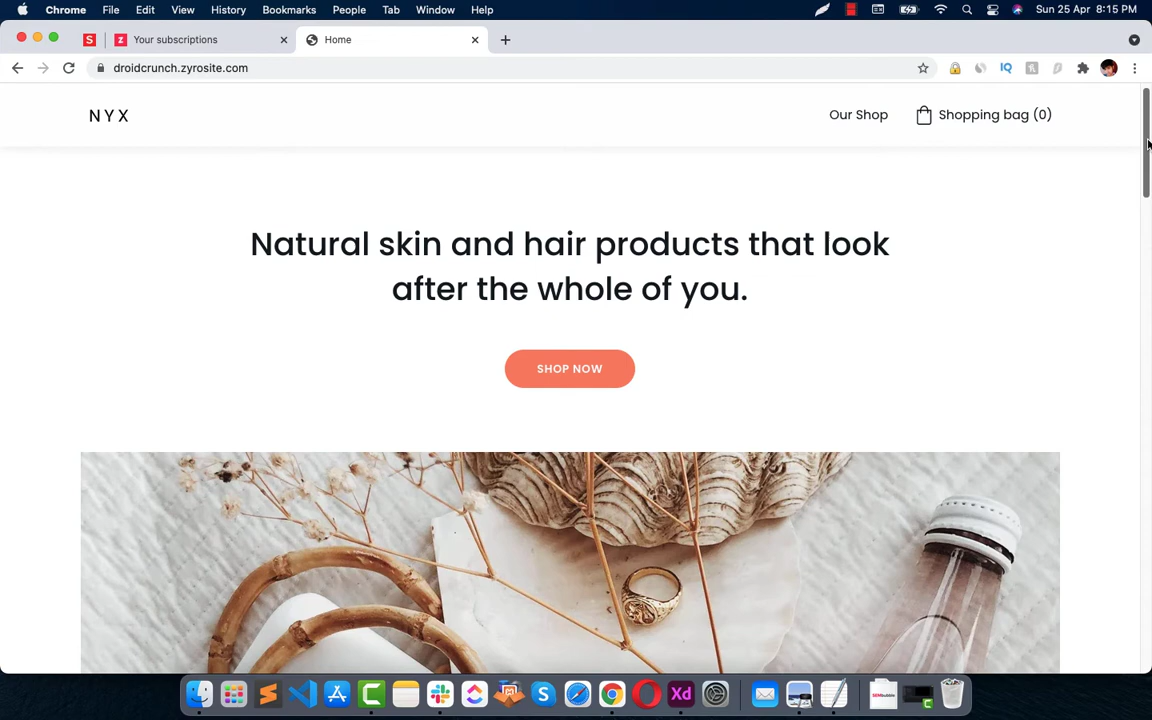 Chrome File Edit View History Bookmarks People Tab Window Help Sun 25 Apr 8:15 PM
S z Your subscriptions Home
droidcrunch.zyrosite.com IQ
NYX Our Shop Shopping bag (0)
Natural skin and hair products that look
after the whole of you.
SHOP NOW
Xd